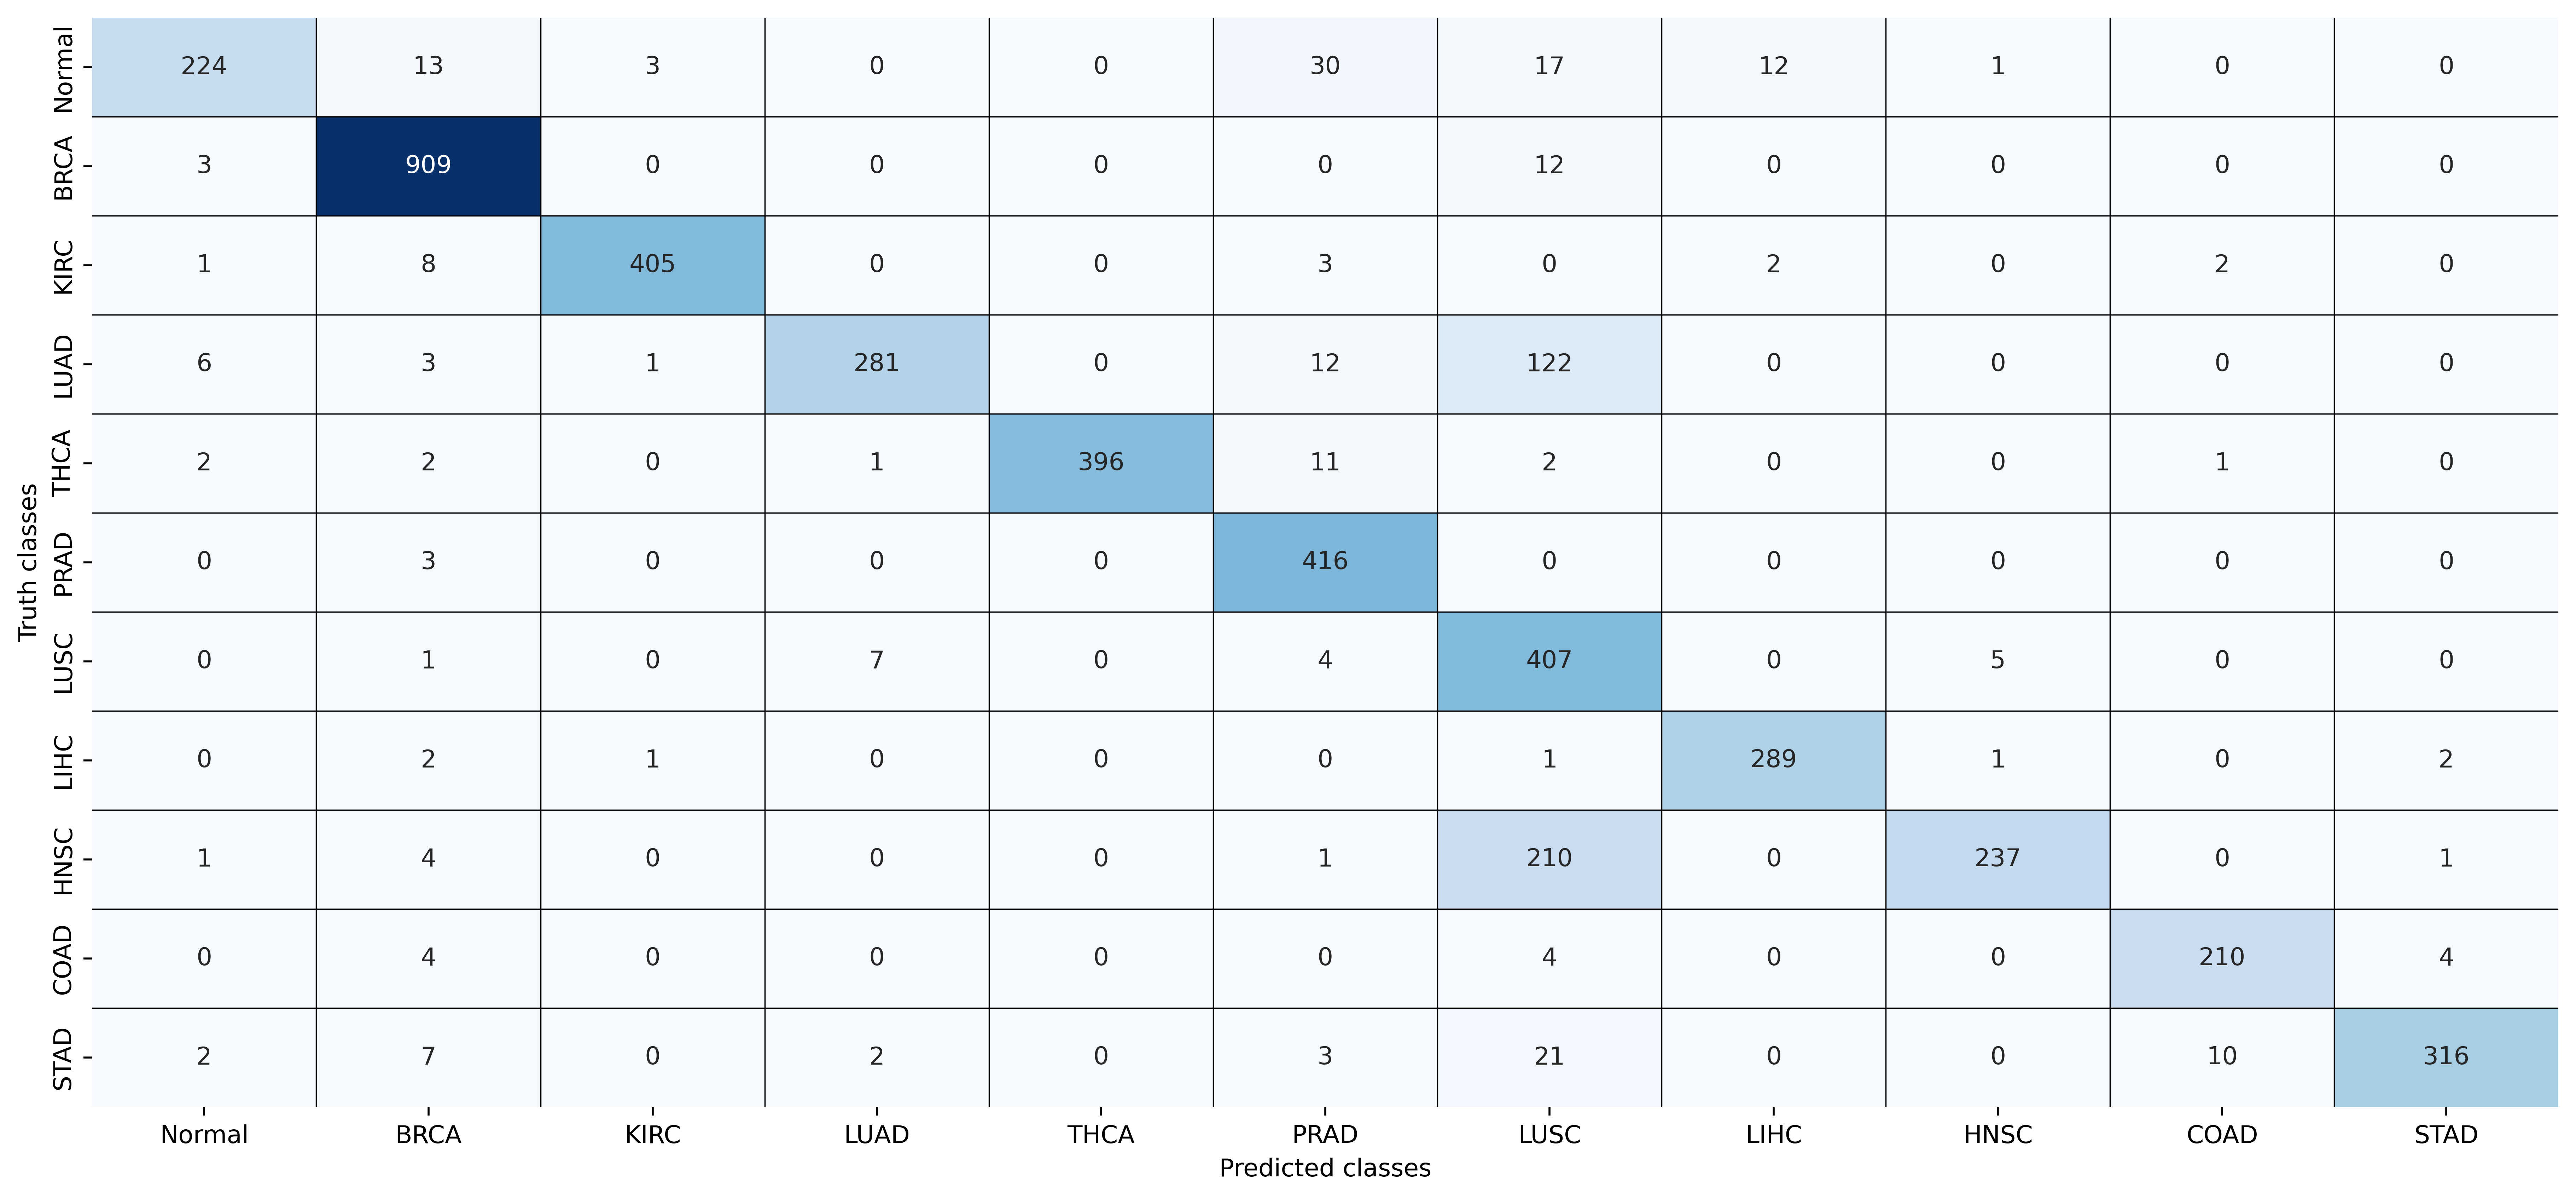 Truth classes
Normal 224 13 3 0 0 30 17 12 1 0 0
BRCA 3 909 0 0 0 0 12 0 0 0 0
KIRC 1 8 405 0 0 3 0 2 0 2 0
LUAD 6 3 1 281 0 12 122 0 0 0 0
THCA 2 2 0 1 396 11 2 0 0 1 0
PRAD 0 3 0 0 0 416 0 0 0 0 0
LUSC 0 1 0 7 0 4 407 0 5 0 0
LIHC 0 2 1 0 0 0 1 289 1 0 2
HNSC 1 4 0 0 0 1 210 0 237 0 1
COAD 0 4 0 0 0 0 4 0 0 210 4
STAD 2 7 0 2 0 3 21 0 0 10 316
Normal BRCA KIRC LUAD THCA PRAD LUSC LIHC HNSC COAD STAD
Predicted classes